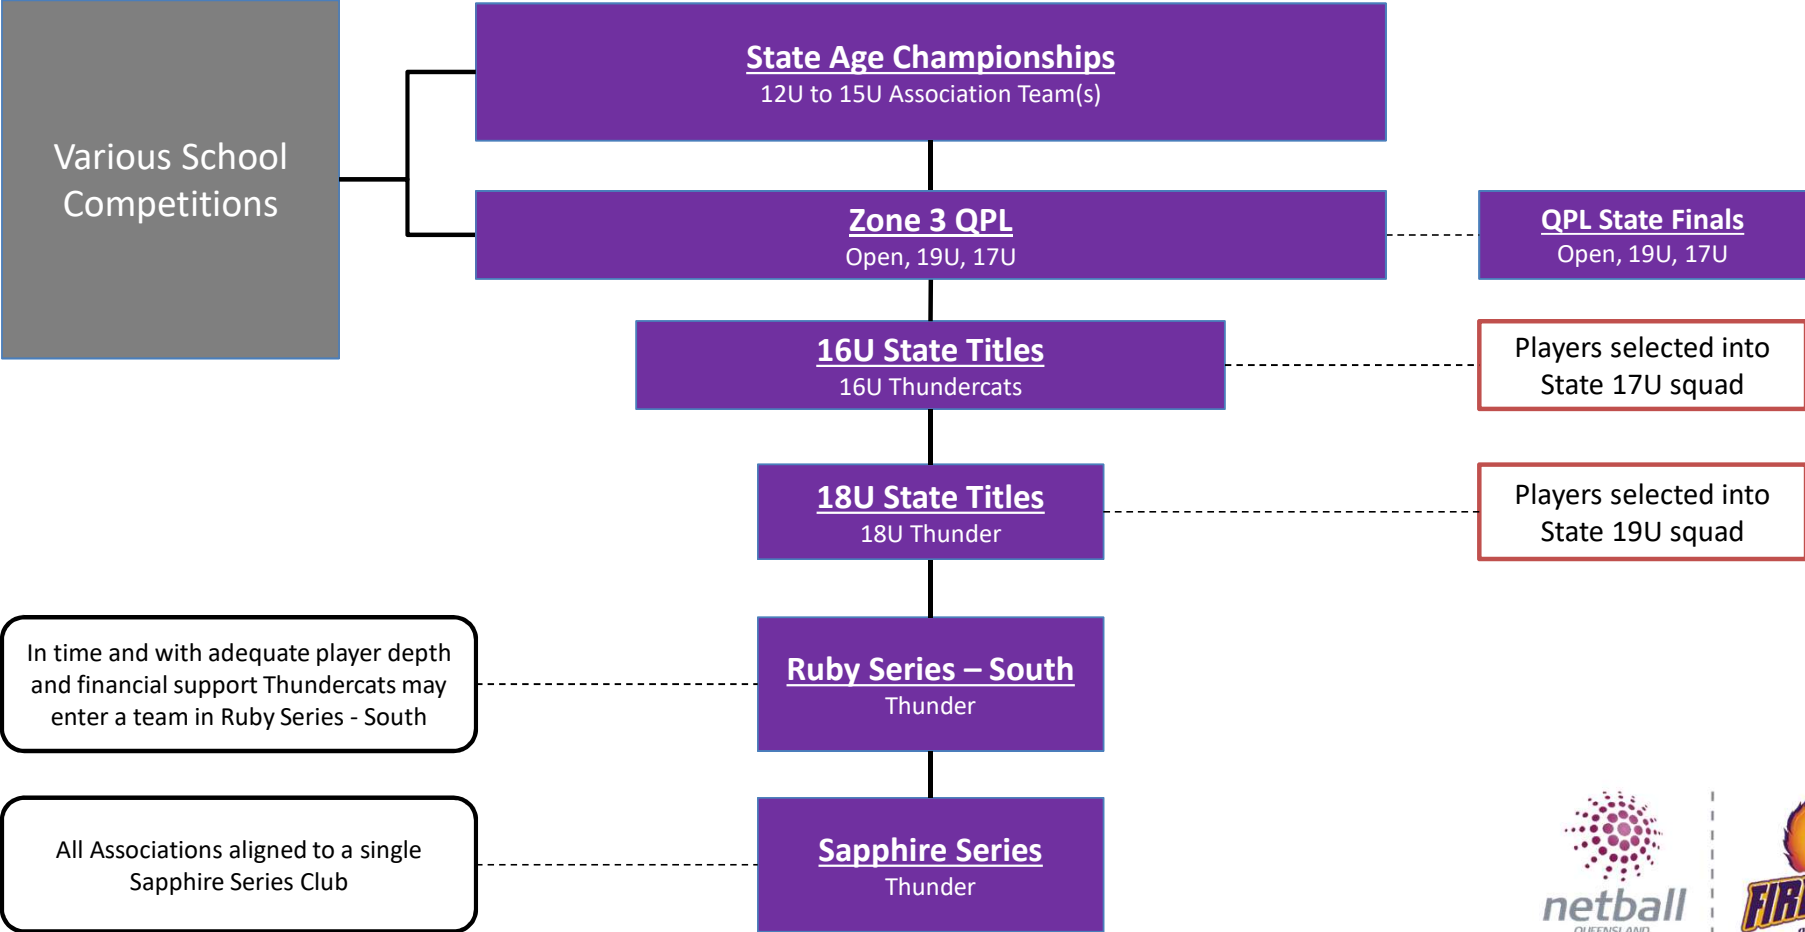 State Age Championships
12U to 15U Association Team(s)
Various School
Competitions
Zone 3 QPL
Open, 19U, 17U
QPL State Finals
Open, 19U, 17U
16U State Titles
16U Thundercats
Players selected into
State 17U squad
18U State Titles
18U Thunder
Players selected into
State 19U squad
In time and with adequate player depth
and financial support Thundercats may
enter a team in Ruby Series - South
Ruby Series – South
Thunder
All Associations aligned to a single
Sapphire Series Club
Sapphire Series
Thunder
netball
QUEENSLAND